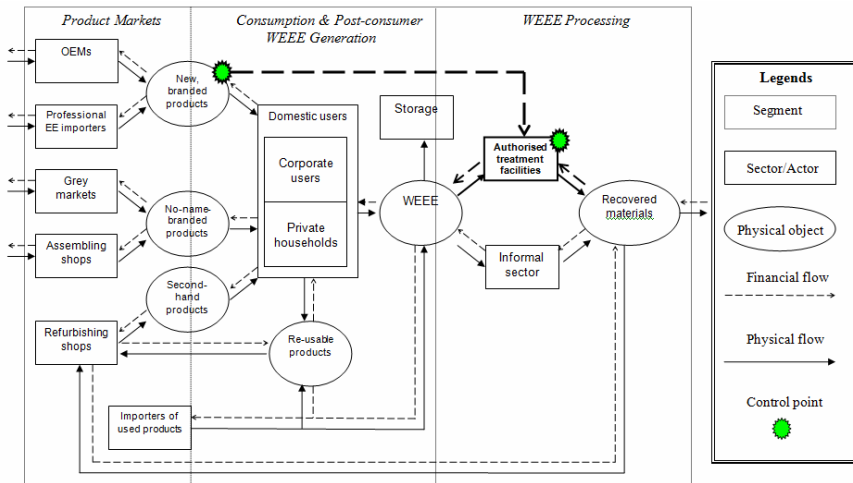 Product Markets
Consumption & Post-consumer
WEEE Generation
WEEE Processing
OEMs
Professional
EE importers
New,
branded
products
Grey
markets
Assembling
shops
No-name-
branded
products
Second-
hand
products
Refurbishing
shops
Domestic users
Corporate
users
Private
households
Re-usable
products
Importers of
used products
Storage
WEEE
Authorised
treatment
facilities
Informal
sector
Recovered
materials
Legends
Segment
Sector/Actor
Physical object
Financial flow
Physical flow
Control point